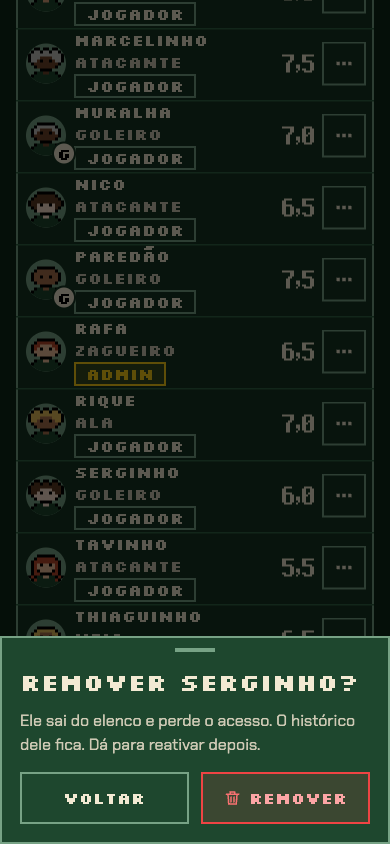 JOGADOR
MARCELINHO
ATACANTE
7,5
JOGADOR
...
MURALHA
GOLEIRO
7,0
G
JOGADOR
...
NICO
ATACANTE
6,5
JOGADOR
...
PAREDÃO
GOLEIRO
7,5
G
JOGADOR
...
RAFA
ZAGUEIRO
6,5
ADMIN
...
RIQUE
ALA
7,0
JOGADOR
...
SERGINHO
GOLEIRO
6,0
JOGADOR
...
TAVINHO
ATACANTE
5,5
JOGADOR
...
THIAGUINHO
REMOVER SERGINHO?
Ele sai do elenco e perde o acesso. O histórico
dele fica. Dá para reativar depois.
VOLTAR
REMOVER